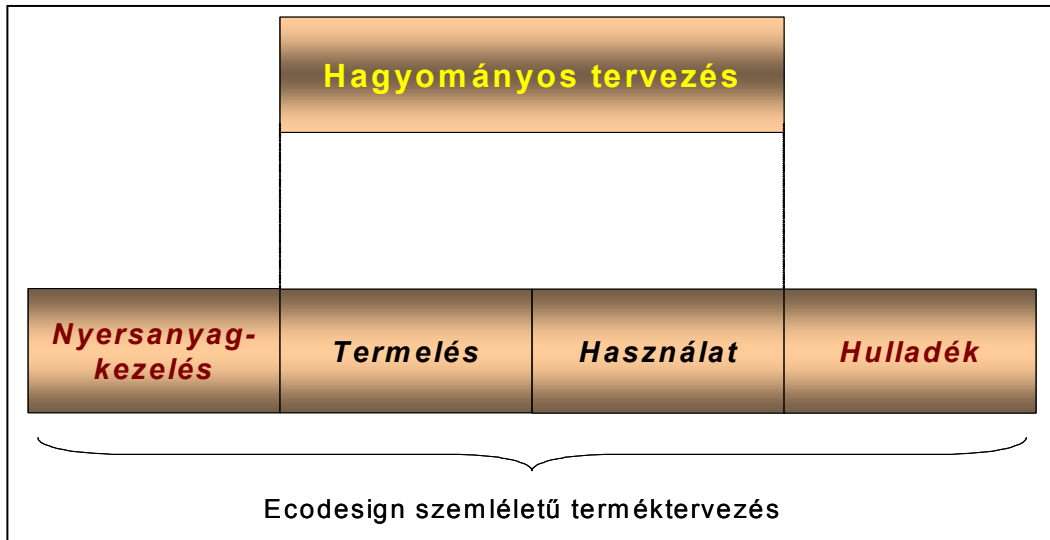 Hagyományos tervezés
Nyersanyag-
kezelés
Termelés
Használat
Hulladék
Ecodesign szemléletű terméktervezés